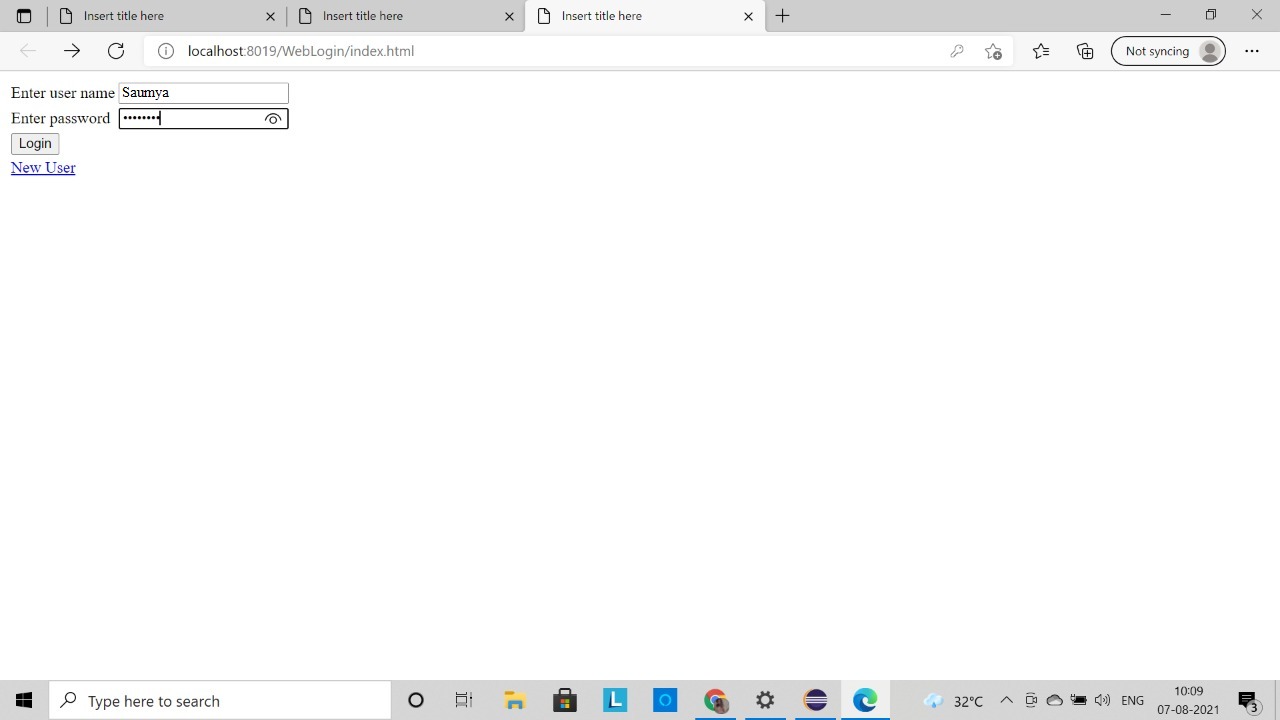 Insert title here
Insert title here
Insert title here
localhost:8019/WebLogin/index.html
Not syncing
Enter user name Saumya
Enter password ••••••••
Login
New User
Type here to search
L
32°C
ENG
10:09
07-08-2021
3